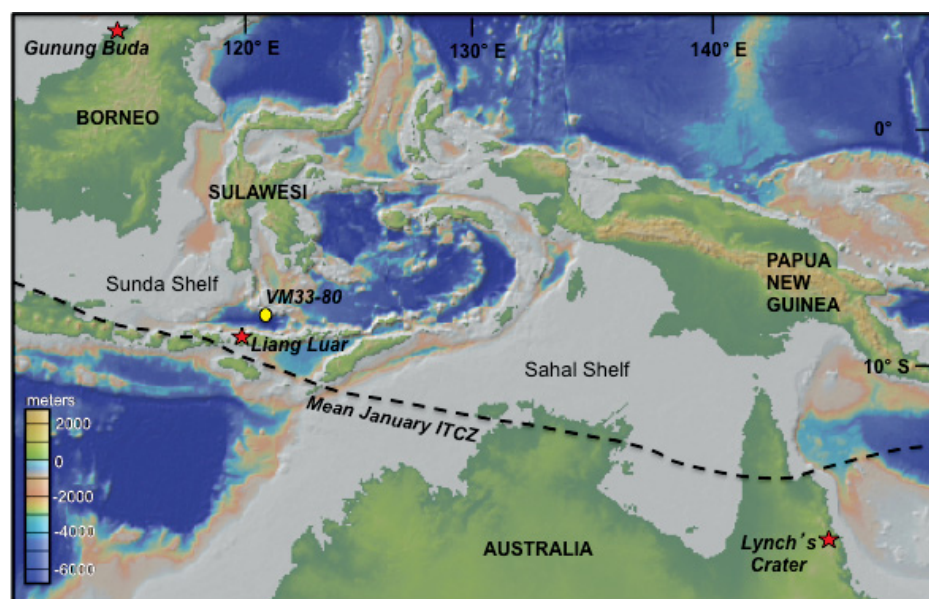 120° E
130° E
140° E
Gunung Buda
BORNEO
0°
SULAWESI
PAPUA
NEW
GUINEA
Sunda Shelf
VM33-80
Liang Luar
Sahal Shelf
10° S
Mean January ITCZ
meters
2000
0
-2000
-4000
-6000
AUSTRALIA
Lynch's
Crater